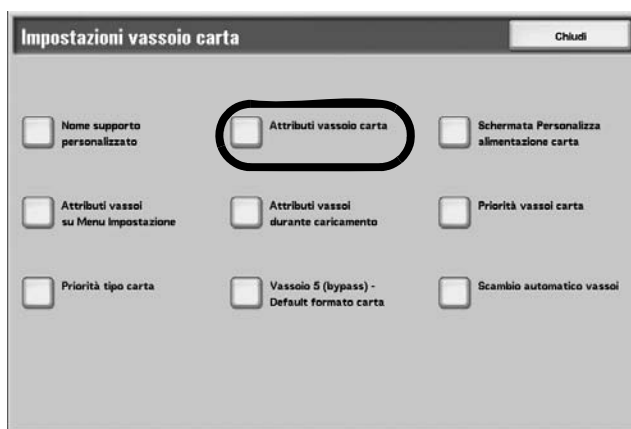 Impostazioni vassoio carta
Chiudi
Nome supporto
personalizzato
Attributi vassoio carta
Schermata Personalizza
alimentazione carta
Attributi vassoi
su Menu Impostazione
Attributi vassoi
durante caricamento
Priorità vassoi carta
Priorità tipo carta
Vassoio 5 (bypass) -
Default formato carta
Scambio automatico vassoi